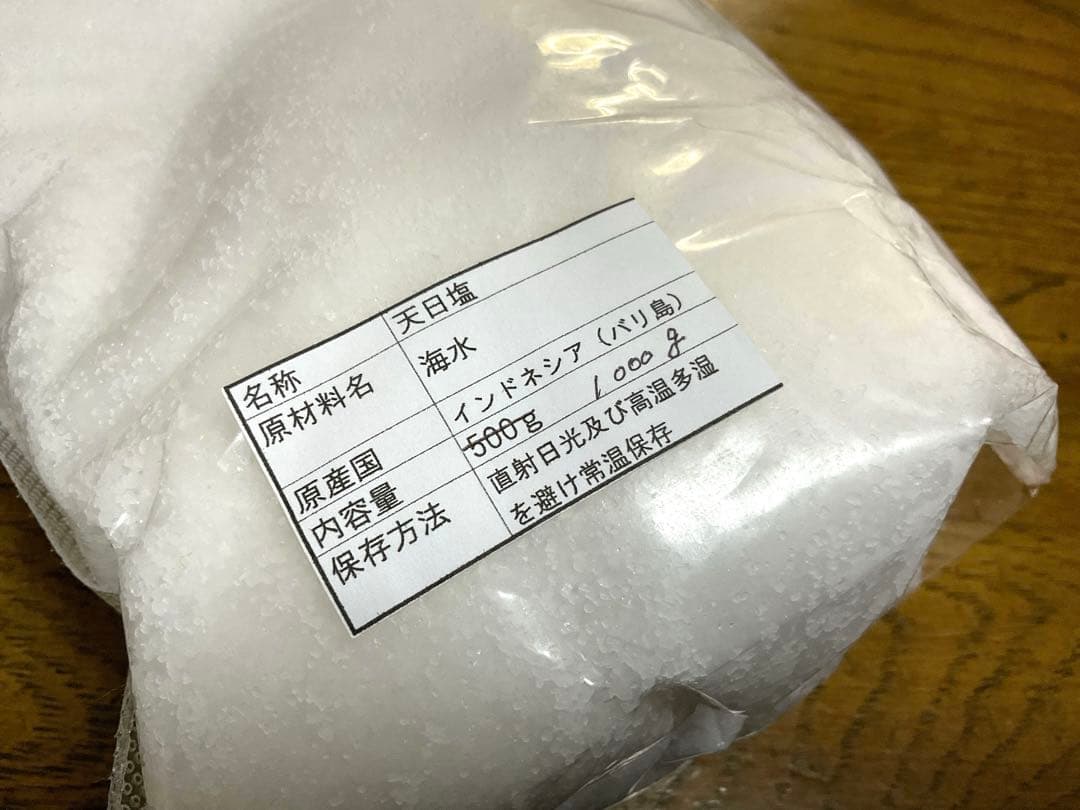 名称 天日塩
原材料名 海水
原産国 インドネシア（バリ島）
内容量 500g 1000g
保存方法 直射日光及び高温多湿
を避け常温保存